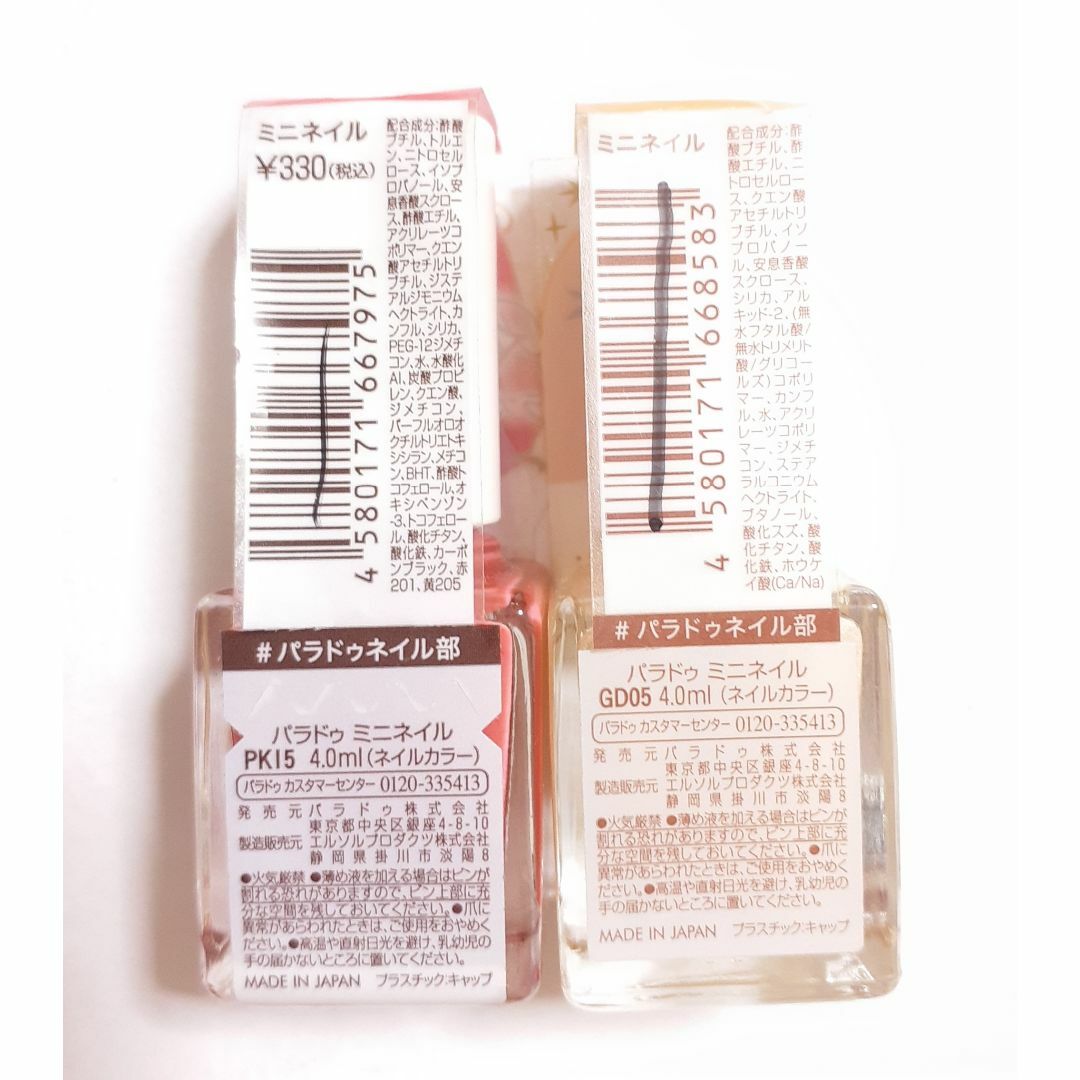 ミニネイル
¥330(税込)
配合成分:酢酸
ブチル、トルエ
ン、ニトロセル
ロース、イソプ
ロパノール、安
息香酸スクロー
ス、酢酸エチル、
アクリレーツコ
ポリマー、クエン
酸アセチルトリ
ブチル、ジステ
アルジモニウム
ヘクトライト、カ
ンフル、シリカ、
PEG-12ジメチ
コン、水、水酸化
Al、炭酸プロピ
レン、クエン酸、
ジメチコン、
パーフルオロオ
クチルトリエトキ
シシラン、メチコ
ン、BHT、酢酸ト
コフェロール、オ
キシベンゾン
-3、トコフェロー
ル、酸化チタン、
酸化鉄、カーボ
ンブラック、赤
201、黄205
4 580171 667975
# パラドゥネイル部
パラドゥ ミニネイル
PK15 4.0ml(ネイルカラー)
パラドゥ カスタマーセンター 0120-335413
発売元 パラドゥ株式会社
東京都中央区銀座4-8-10
製造販売元 エルソルプロダクツ株式会社
静岡県掛川市淡陽8
●火気厳禁 ●薄め液を加える場合はビンが
割れる恐れがありますので、ビン上部に充
分な空間を残しておいてください。●爪に
異常があらわれたときは、ご使用をおやめく
ださい。●高温や直射日光を避け、乳幼児の
手の届かないところに置いてください。
MADE IN JAPAN プラスチック:キャップ
ミニネイル
配合成分:酢
酸ブチル、酢
酸エチル、ニ
トロセルロー
ス、クエン酸
アセチルトリ
ブチル、イソ
プロパノー
ル、安息香酸
スクロース、
シリカ、アル
キッド-2、(無
水フタル酸/
無水トリメリト
酸/グリコー
ルズ)コポリ
マー、カンフ
ル、水、アクリ
レーツコポリ
マー、ジメチ
コン、ステア
ラルコニウム
ヘクトライト、
ブタノール、
酸化スズ、酸
化チタン、酸
化鉄、ホウケ
イ酸(Ca/Na)
4 580171 668583
# パラドゥネイル部
パラドゥ ミニネイル
GD05 4.0ml (ネイルカラー)
パラドゥ カスタマーセンター 0120-335413
発売元 パラドゥ株式会社
東京都中央区銀座4-8-10
製造販売元 エルソルプロダクツ株式会社
静岡県掛川市淡陽8
●火気厳禁 ●薄め液を加える場合はビンが
割れる恐れがありますので、ビン上部に充
分な空間を残しておいてください。●爪に
異常があらわれたときは、ご使用をおやめく
ださい。●高温や直射日光を避け、乳幼児の
手の届かないところに置いてください。
MADE IN JAPAN プラスチック:キャップ